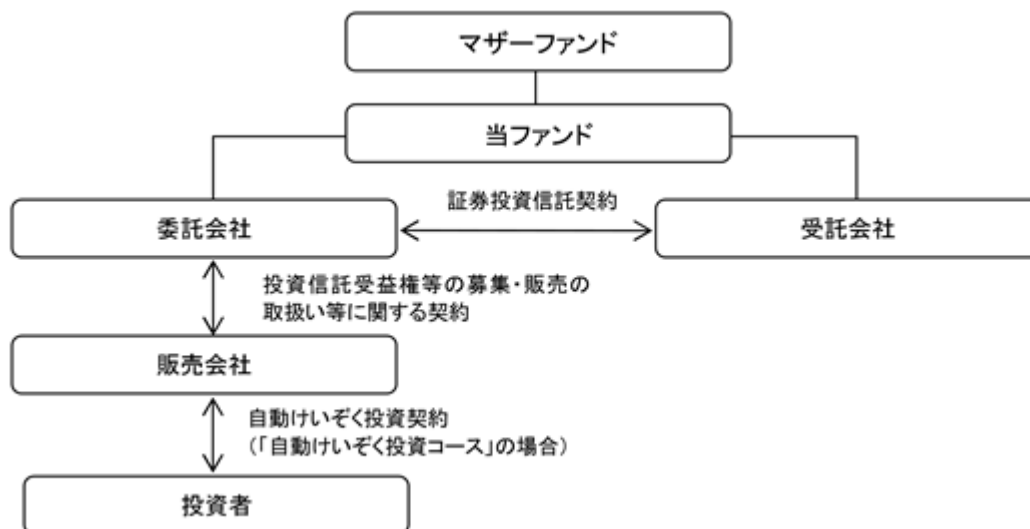 マザーファンド
当ファンド
証券投資信託契約
委託会社
受託会社
投資信託受益権等の募集・販売の
取扱い等に関する契約
販売会社
自動けいぞく投資契約
(「自動けいぞく投資コース」の場合)
投資者